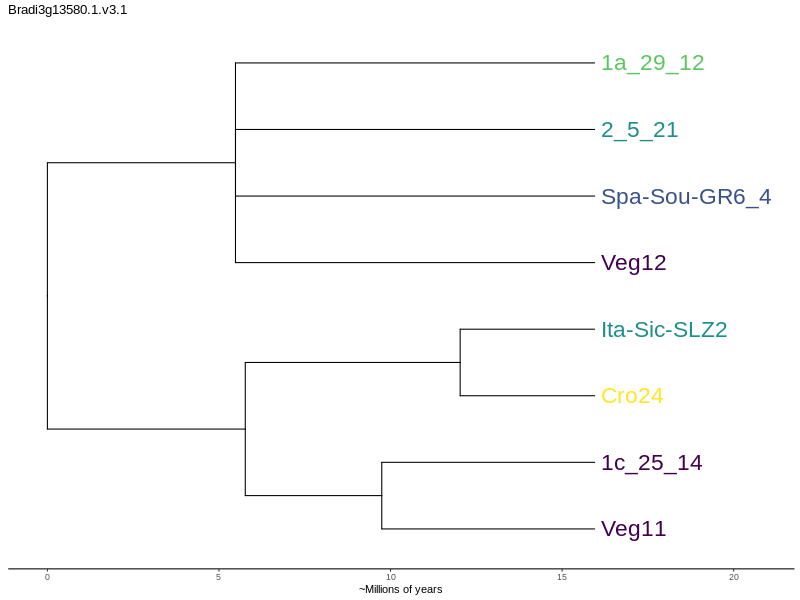 Bradi3g13580.1.v3.1
1a_29_12
2_5_21
Spa-Sou-GR6_4
Veg12
Ita-Sic-SLZ2
Cro24
1c_25_14
Veg11
0 5 10 15 20
~Millions of years